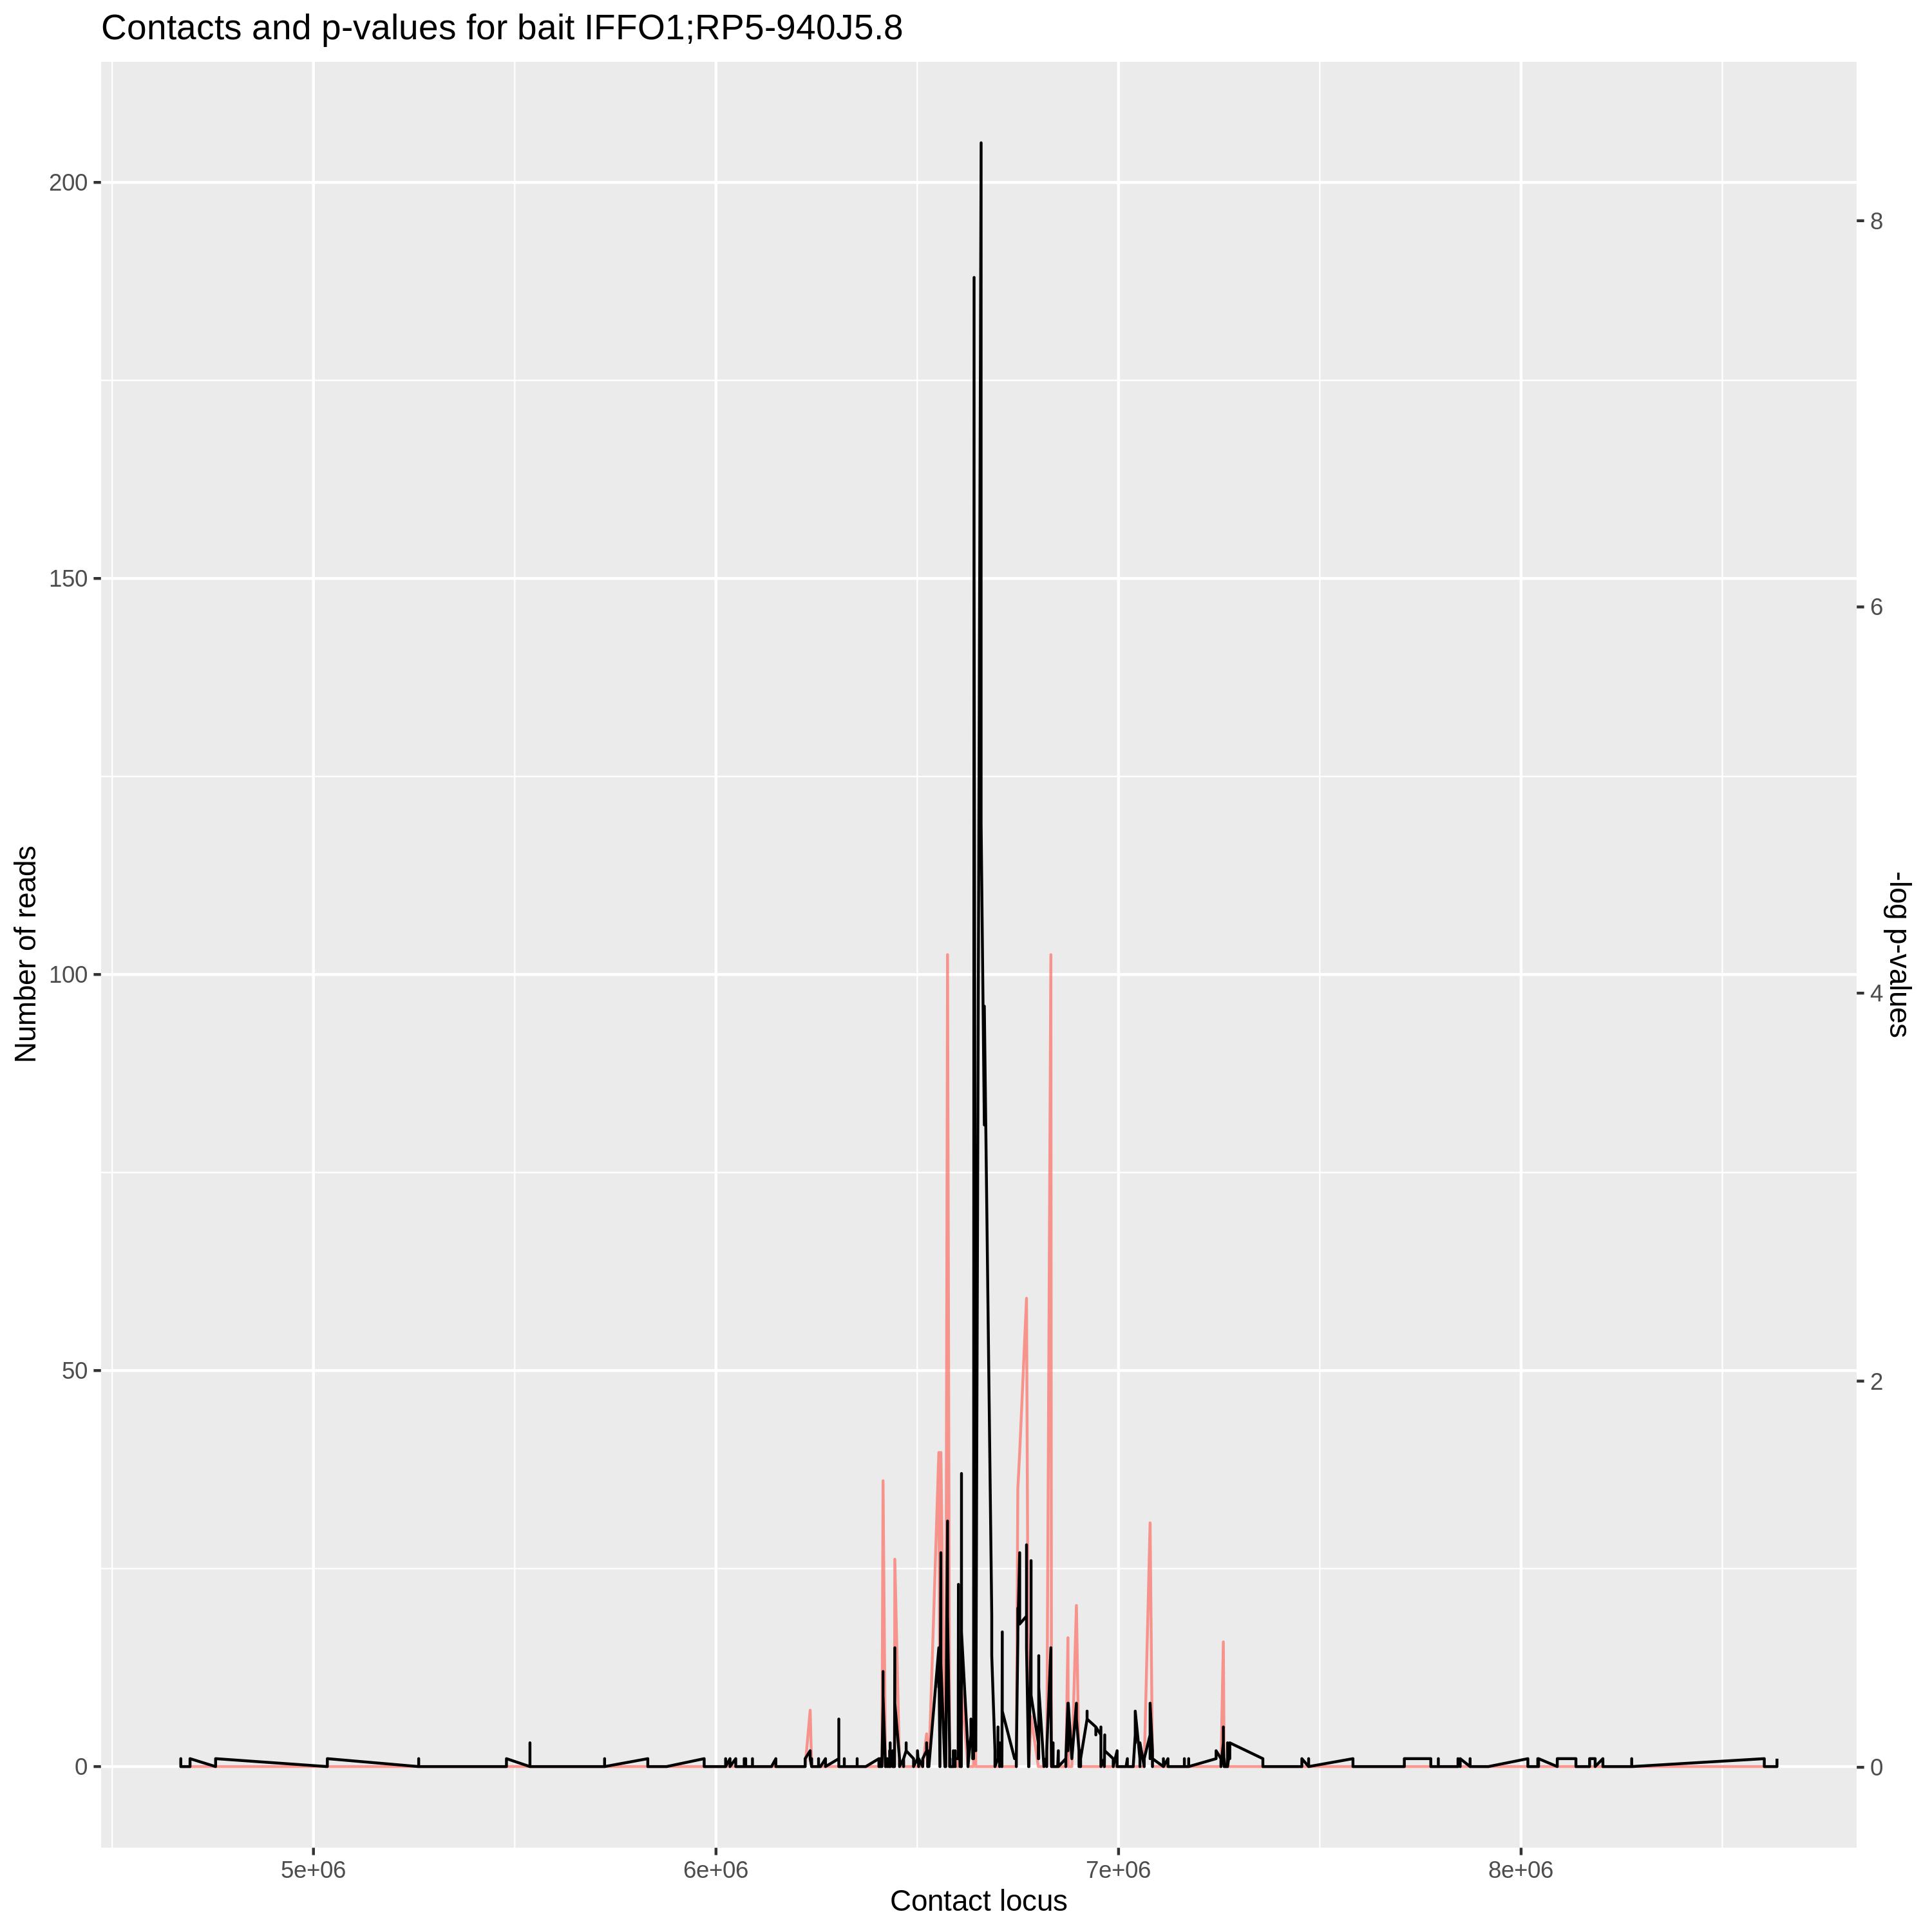 Contacts and p-values for bait IFFO1;RP5-940J5.8
200
150
100
50
0
Number of reads
8
6
4
2
0
-log p-values
5e+06
6e+06
7e+06
8e+06
Contact locus